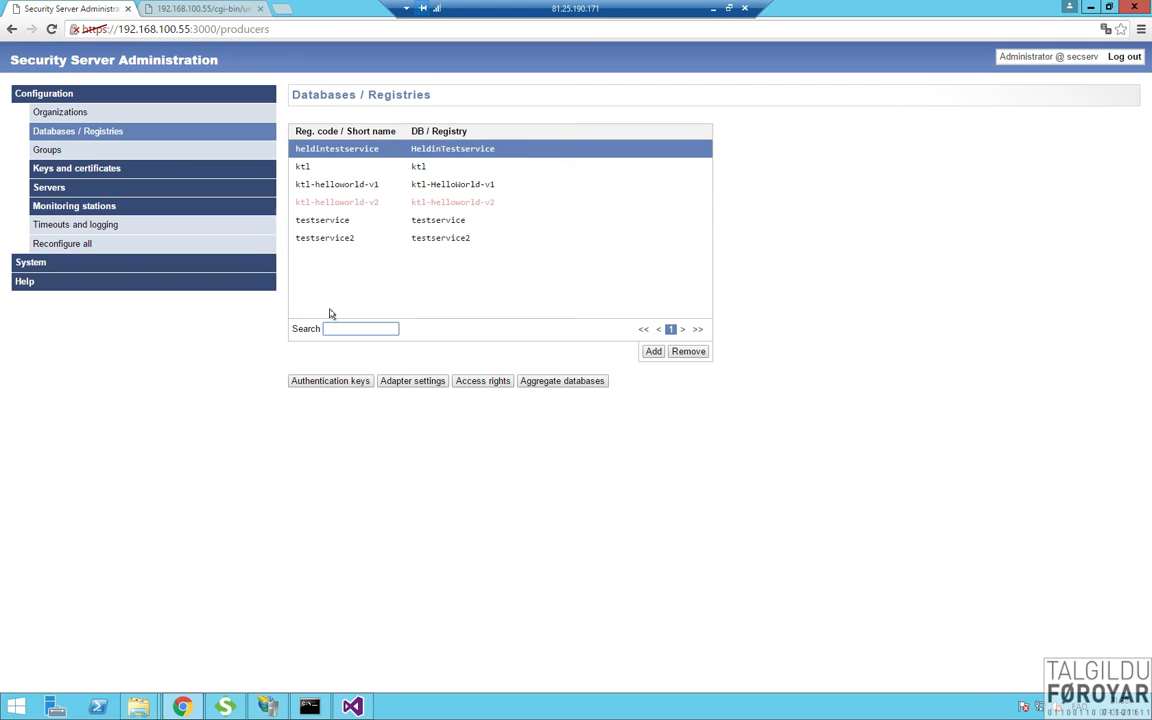 Security Server Administra
192.168.100.55/cgi-bin/un
81.25.190.171
https://192.168.100.55:3000/producers
Security Server Administration
Administrator @ secserv Log out
Configuration
Organizations
Databases / Registries
Groups
Keys and certificates
Servers
Monitoring stations
Timeouts and logging
Reconfigure all
System
Help
Databases / Registries
Reg. code / Short name DB / Registry
heldintestservice HeldinTestservice
ktl ktl
ktl-helloworld-v1 ktl-HelloWorld-v1
ktl-helloworld-v2 ktl-helloworld-v2
testservice testservice
testservice2 testservice2
Search
<< < 1 > >>
Add Remove
Authentication keys Adapter settings Access rights Aggregate databases
TALGILDU
FØROYAR